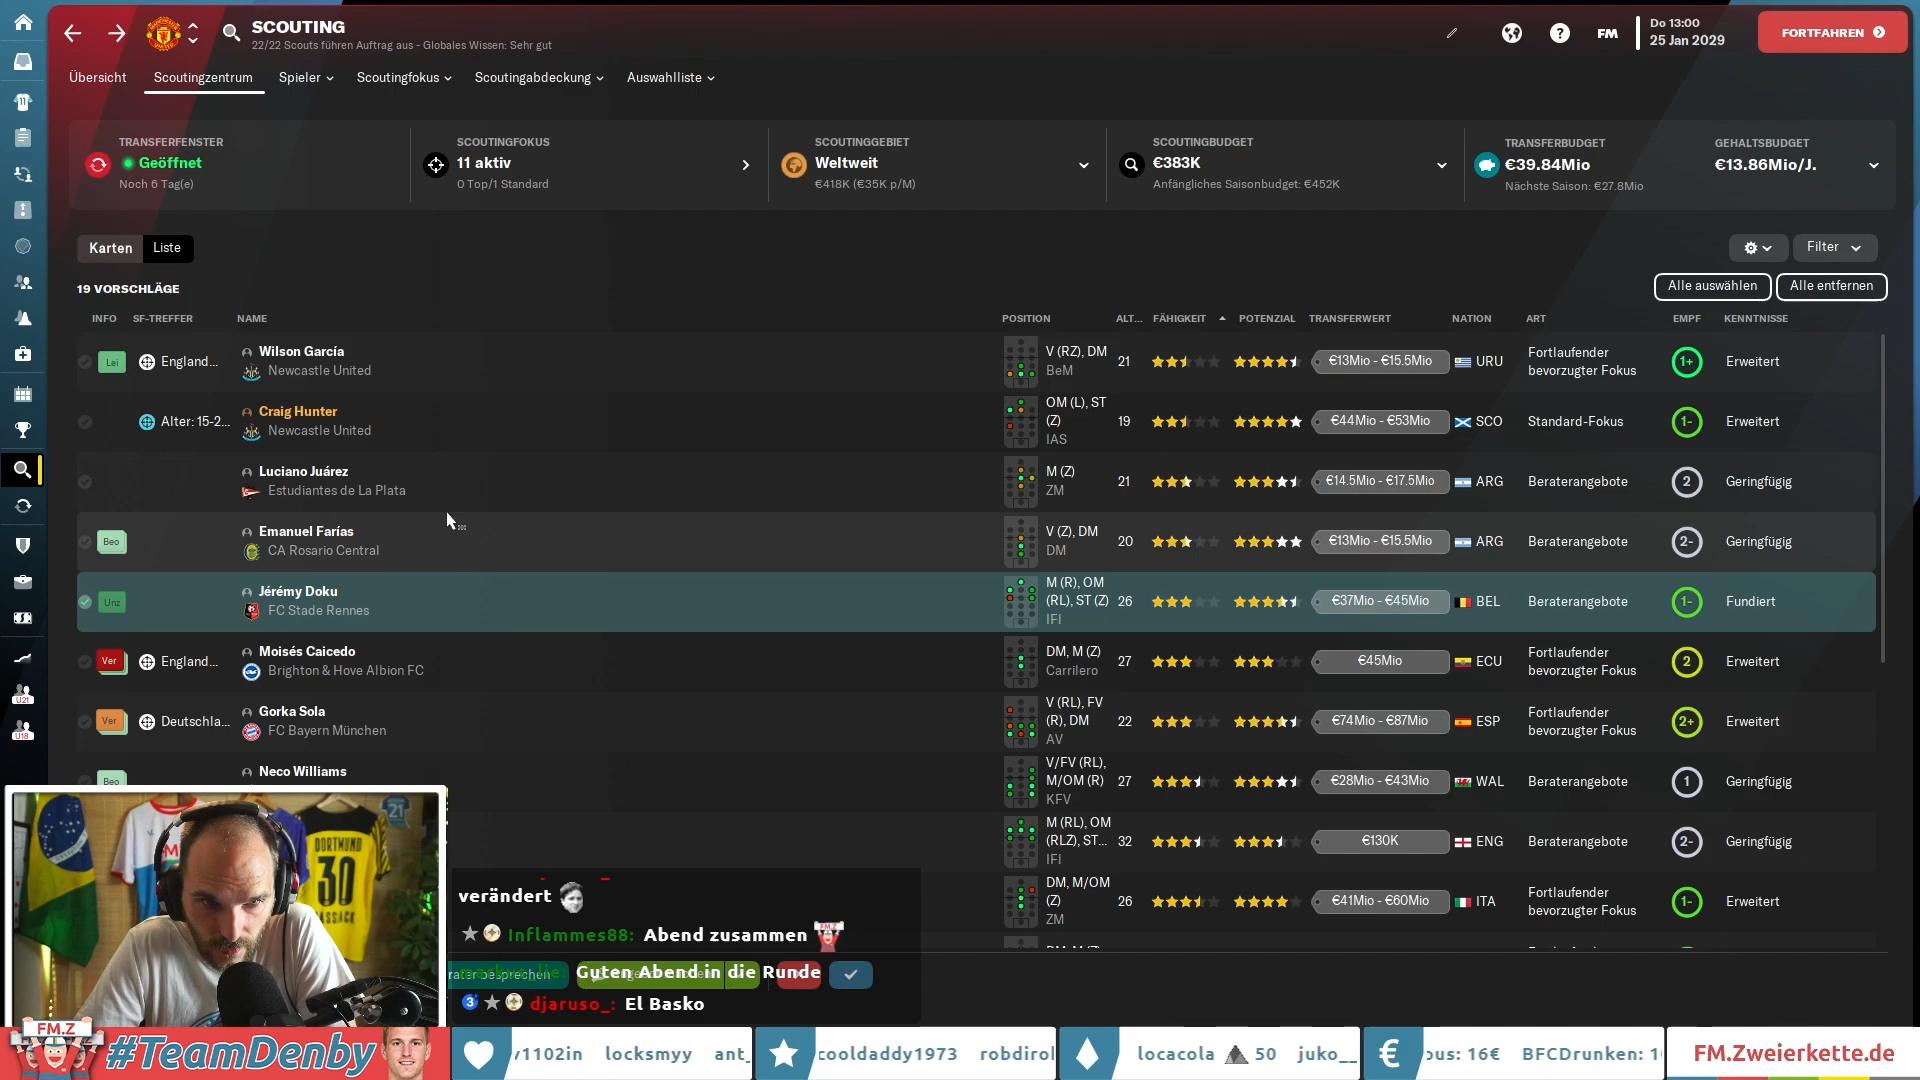 SCOUTING
22/22 Scouts führen Auftrag aus - Globales Wissen: Sehr gut
FM
Do 13:00
25 Jan 2029
FORTFAHREN
Übersicht
Scoutingzentrum
Spieler
Scoutingfokus
Scoutingabdeckung
Auswahlliste
TRANSFERFENSTER
Geöffnet
Noch 6 Tag(e)
SCOUTINGFOKUS
11 aktiv
0 Top/1 Standard
SCOUTINGGEBIET
Weltweit
€418K (€35K p/M)
SCOUTINGBUDGET
€383K
Anfängliches Saisonbudget: €452K
TRANSFERBUDGET
€39.84Mio
Nächste Saison: €27.8Mio
GEHALTSBUDGET
€13.86Mio/J.
Karten
Liste
Filter
19 VORSCHLÄGE
Alle auswählen
Alle entfernen
INFO SF-TREFFER NAME POSITION ALT... FÄHIGKEIT POTENZIAL TRANSFERWERT NATION ART EMPF KENNTNISSE
Lei England... Wilson García
Newcastle United
V (RZ), DM
BeM
21 €13Mio - €15.5Mio URU Fortlaufender
bevorzugter Fokus
1+ Erweitert
Alter: 15-2... Craig Hunter
Newcastle United
OM (L), ST
(Z)
IAS
19 €44Mio - €53Mio SCO Standard-Fokus 1- Erweitert
Luciano Juárez
Estudiantes de La Plata
M (Z)
ZM
21 €14.5Mio - €17.5Mio ARG Beraterangebote 2 Geringfügig
Beo Emanuel Farías
CA Rosario Central
V (Z), DM
DM
20 €13Mio - €15.5Mio ARG Beraterangebote 2- Geringfügig
Unz Jérémy Doku
FC Stade Rennes
M (R), OM
(RL), ST (Z)
IFI
26 €37Mio - €45Mio BEL Beraterangebote 1- Fundiert
Ver England... Moisés Caicedo
Brighton & Hove Albion FC
DM, M (Z)
Carrilero
27 €45Mio ECU Fortlaufender
bevorzugter Fokus
2 Erweitert
Ver Deutschla... Gorka Sola
FC Bayern München
V (RL), FV
(R), DM
AV
22 €74Mio - €87Mio ESP Fortlaufender
bevorzugter Fokus
2+ Erweitert
Beo Neco Williams
V/FV (RL),
M/OM (R)
KFV
27 €28Mio - €43Mio WAL Beraterangebote 1 Geringfügig
M (RL), OM
(RLZ), ST...
IFI
32 €130K ENG Beraterangebote 2- Geringfügig
DM, M/OM
(Z)
ZM
26 €41Mio - €60Mio ITA Fortlaufender
bevorzugter Fokus
1- Erweitert
U21
U18
21
DORTMUND
30
verändert
Inflammes88: Abend zusammen
Guten Abend in die Runde
3 djaruso_: El Basko
FM.Z
#TeamDenby
v1102in locksmyy ant_
cooldaddy1973 robdirol
locacola 50 juko__
€ 16€ BFCDrunken:
FM.Zweierkette.de